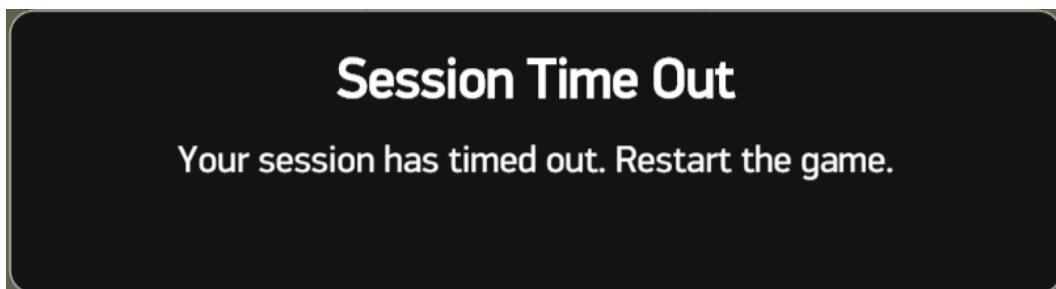 Session Time Out
Your session has timed out. Restart the game.